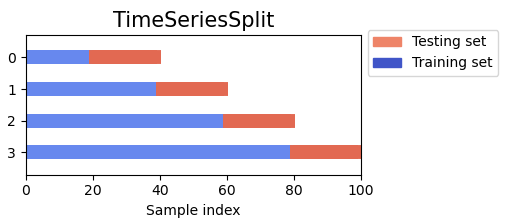 TimeSeriesSplit
Testing set
Training set
0
1
2
3
0 20 40 60 80 100
Sample index